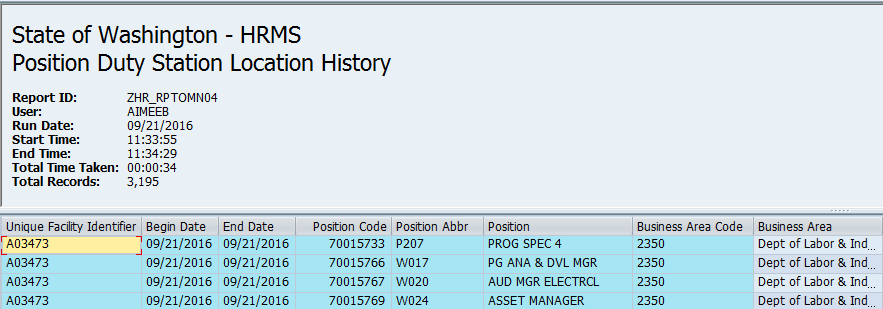 State of Washington - HRMS
Position Duty Station Location History
Report ID: ZHR_RPTOMN04
User: AIMEEB
Run Date: 09/21/2016
Start Time: 11:33:55
End Time: 11:34:29
Total Time Taken: 00:00:34
Total Records: 3,195
Unique Facility Identifier Begin Date End Date Position Code Position Abbr Position Business Area Code Business Area
A03473 09/21/2016 09/21/2016 70015733 P207 PROG SPEC 4 2350 Dept of Labor & Ind...
A03473 09/21/2016 09/21/2016 70015766 W017 PG ANA & DVL MGR 2350 Dept of Labor & Ind...
A03473 09/21/2016 09/21/2016 70015767 W020 AUD MGR ELECTRCL 2350 Dept of Labor & Ind...
A03473 09/21/2016 09/21/2016 70015769 W024 ASSET MANAGER 2350 Dept of Labor & Ind...